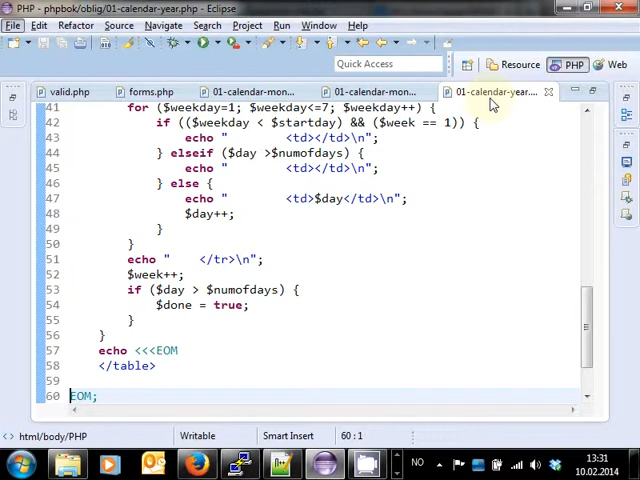 PHP - phpbok/oblig/01-calendar-year.php - Eclipse
File Edit Refactor Source Navigate Search Project Run Window Help
Quick Access
Resource PHP Web
valid.php forms.php 01-calendar-mon... 01-calendar-mon... 01-calendar-year....
41 for ($weekday=1; $weekday<=7; $weekday++) {
42 if (($weekday < $startday) && ($week == 1)) {
43 echo " <td></td>\n";
44 } elseif ($day >$numofdays) {
45 echo " <td></td>\n";
46 } else {
47 echo " <td>$day</td>\n";
48 $day++;
49 }
50 }
51 echo " </tr>\n";
52 $week++;
53 if ($day > $numofdays) {
54 $done = true;
55 }
56 }
57 echo <<<EOM
58 </table>
59
60 EOM;
html/body/PHP Writable Smart Insert 60 : 1
NO 13:31
10.02.2014